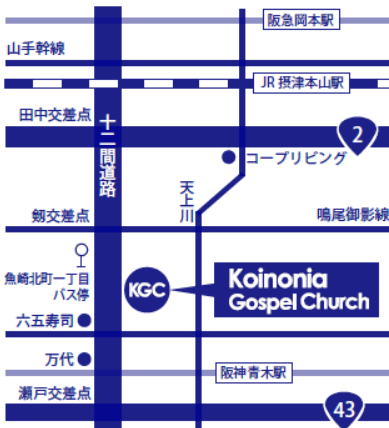 阪急岡本駅
山手幹線
JR 摂津本山駅
田中交差点
2
十二間道路
コープリビング
天上川
剱交差点
鳴尾御影線
魚崎北町一丁目
バス停
KGC
Koinonia
Gospel Church
六五寿司
万代
阪神青木駅
瀬戸交差点
43